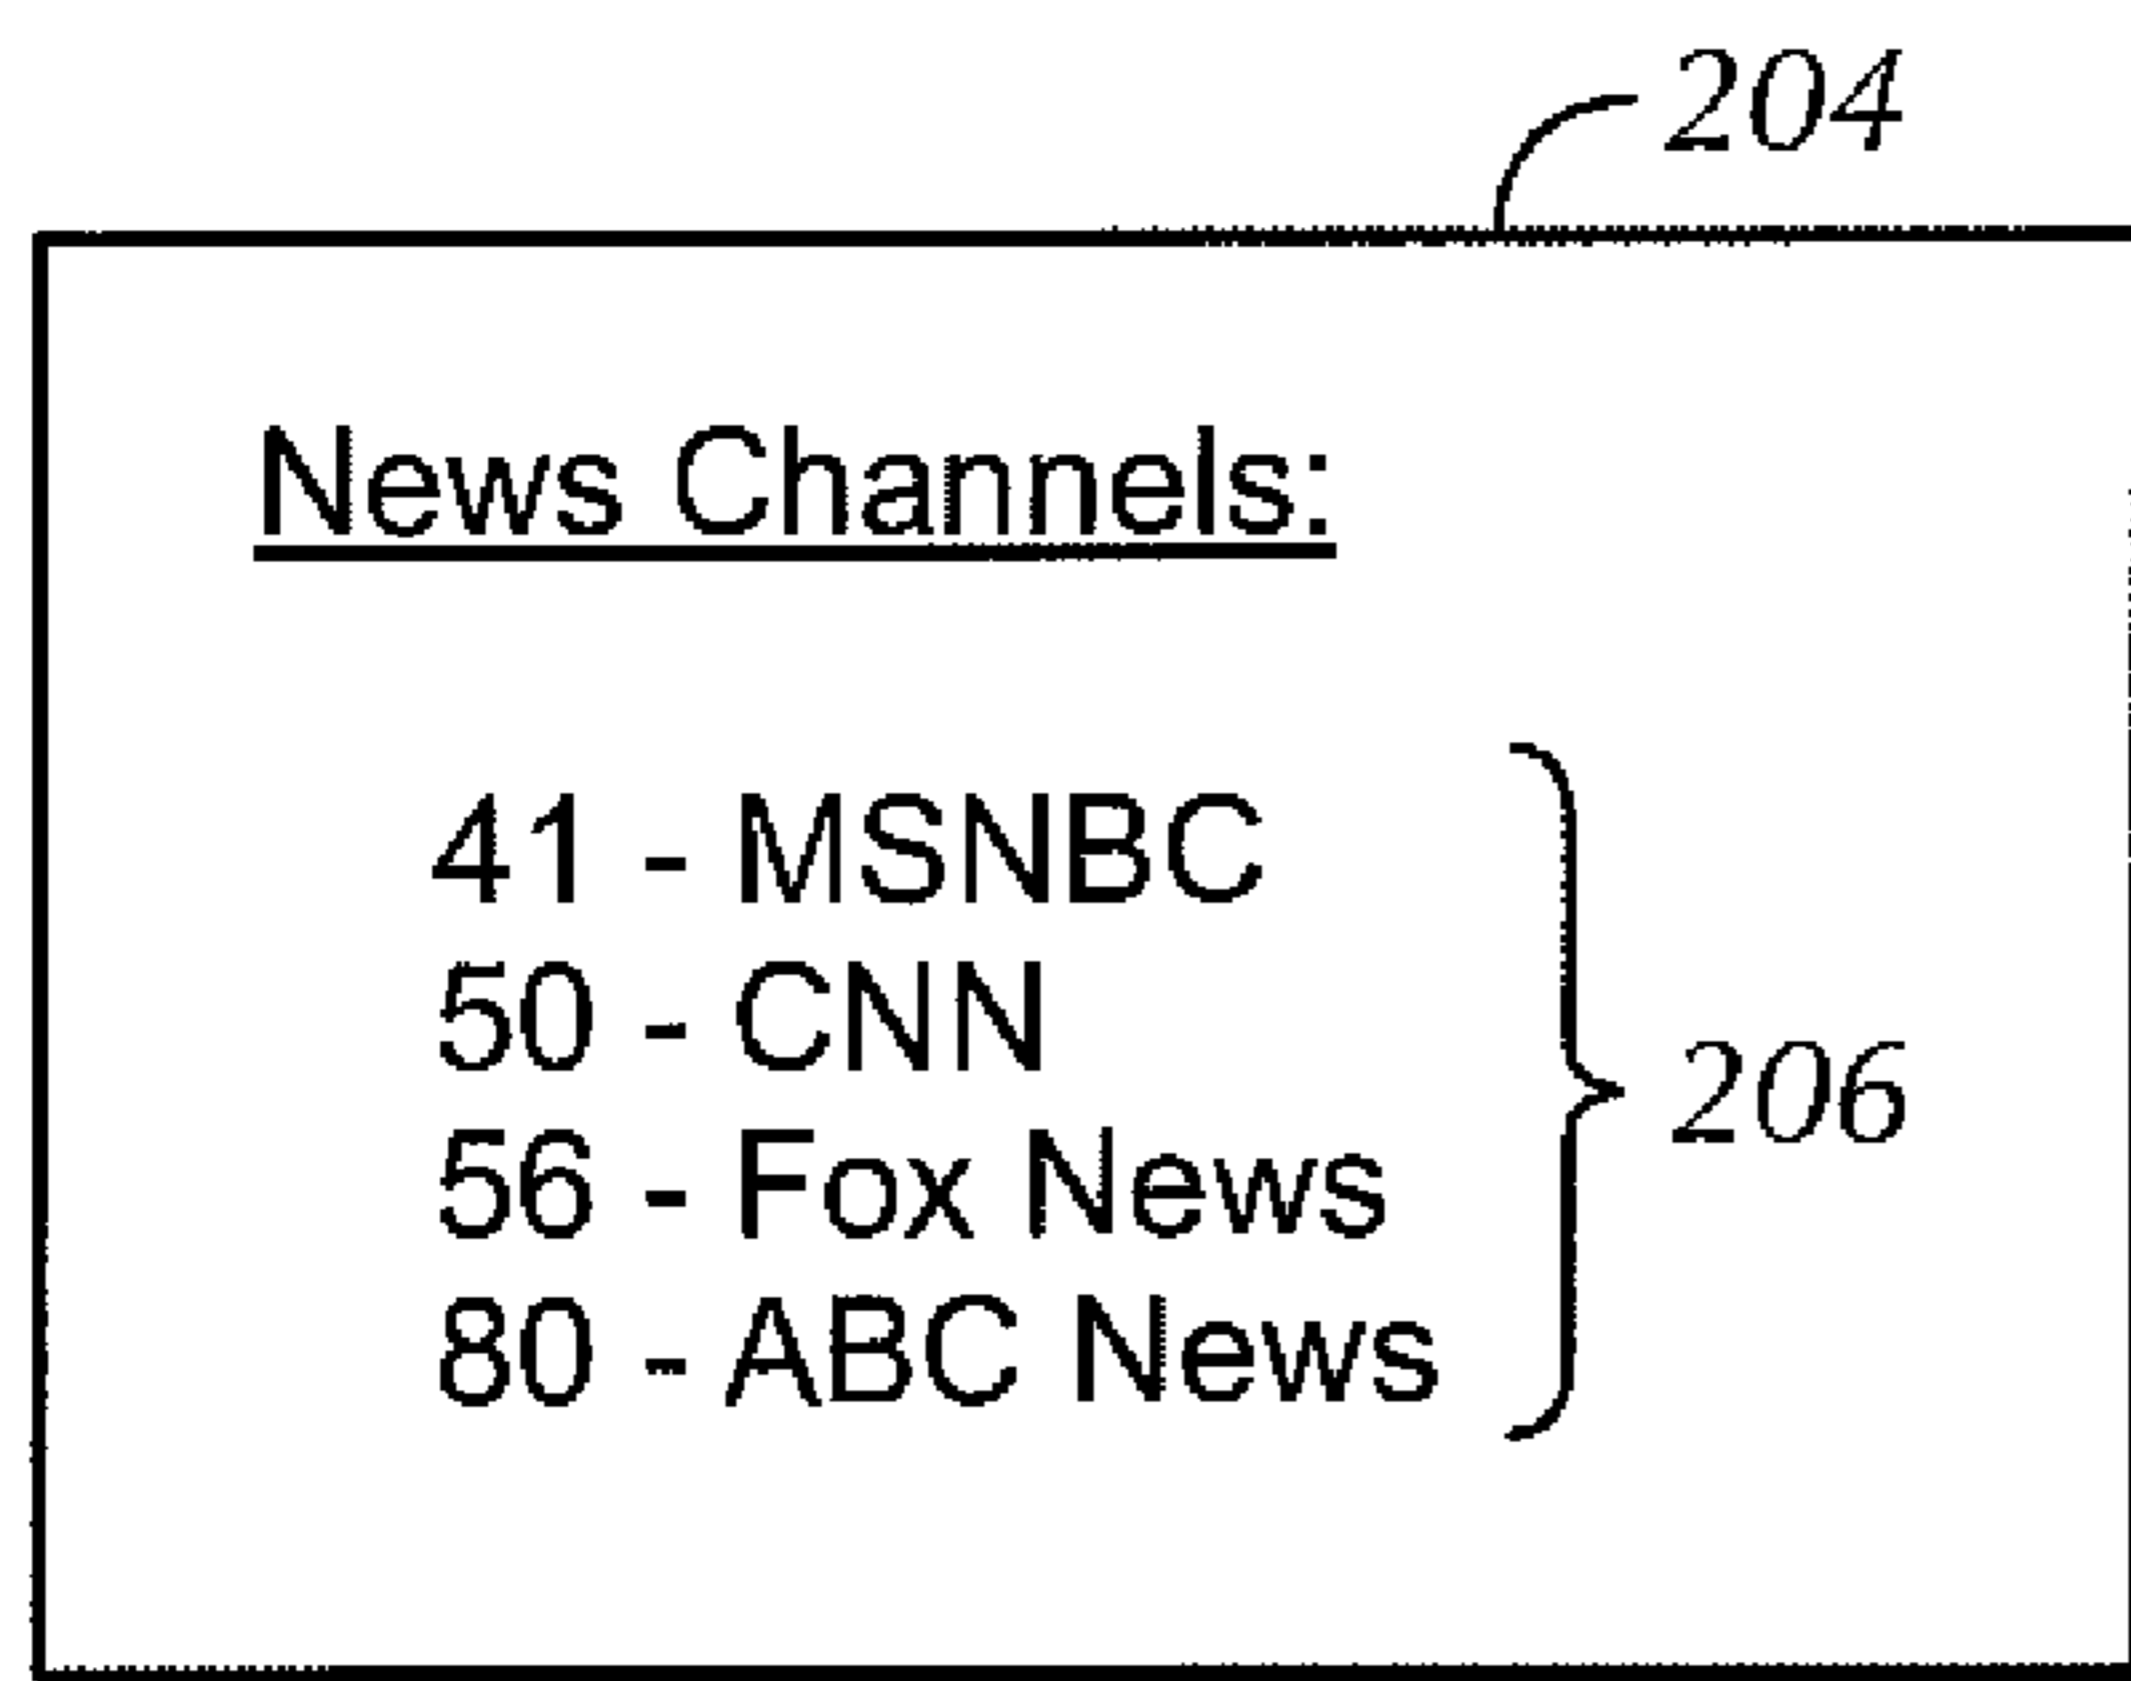 204
News Channels:
41 - MSNBC
50 - CNN
56 - Fox News
80 - ABC News
206